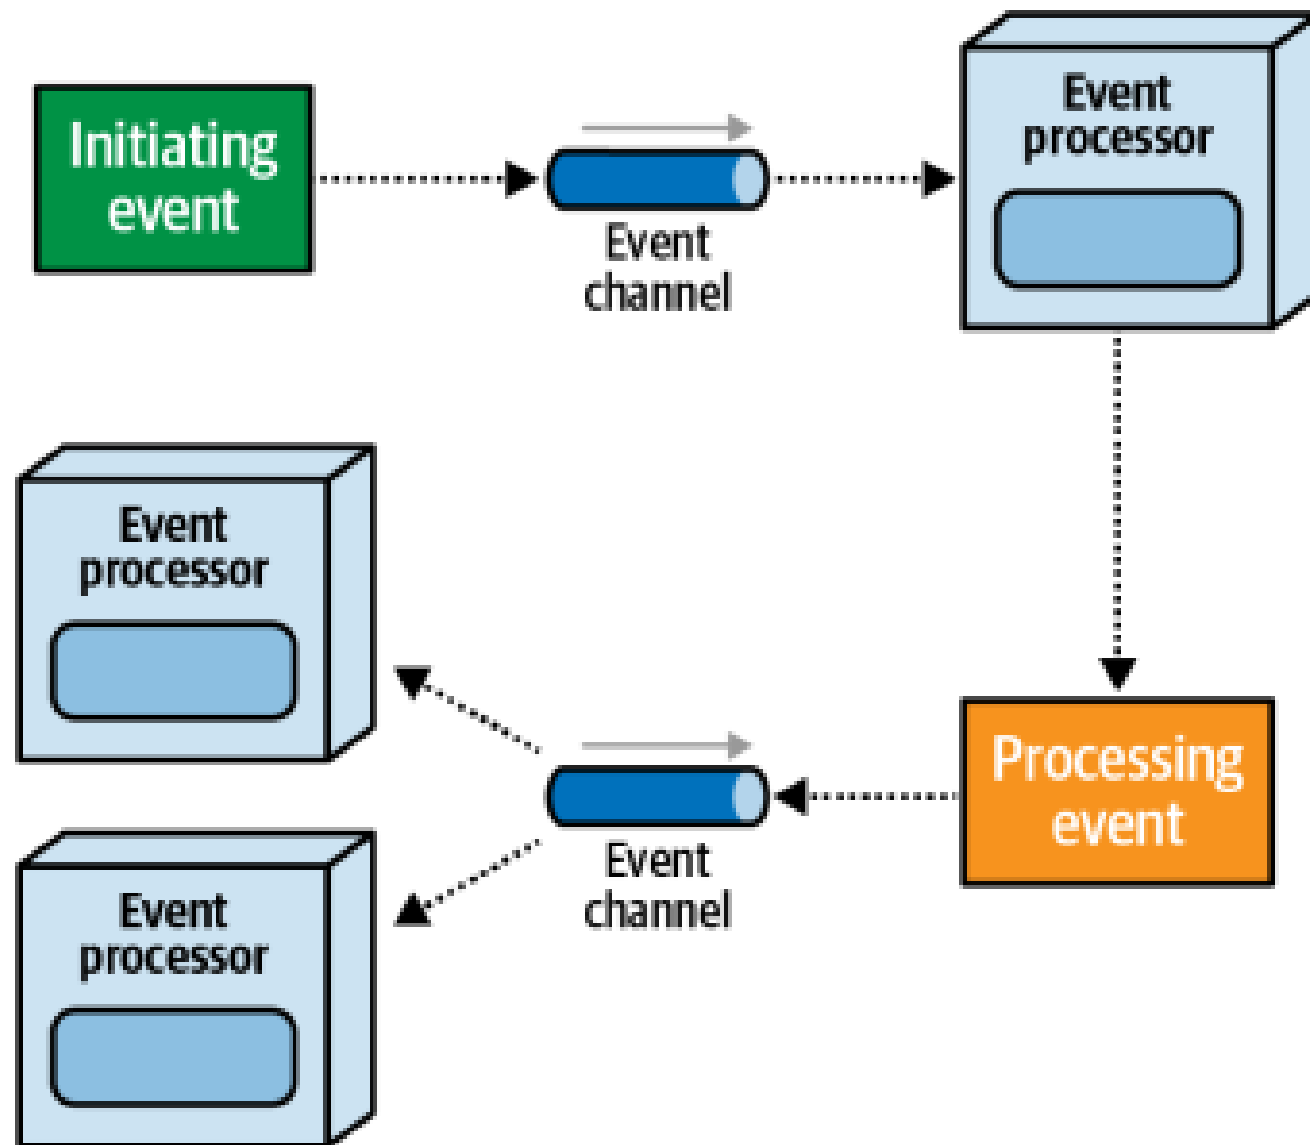 Initiating
event
Event
channel
Event
processor
Event
processor
Processing
event
Event
channel
Event
processor